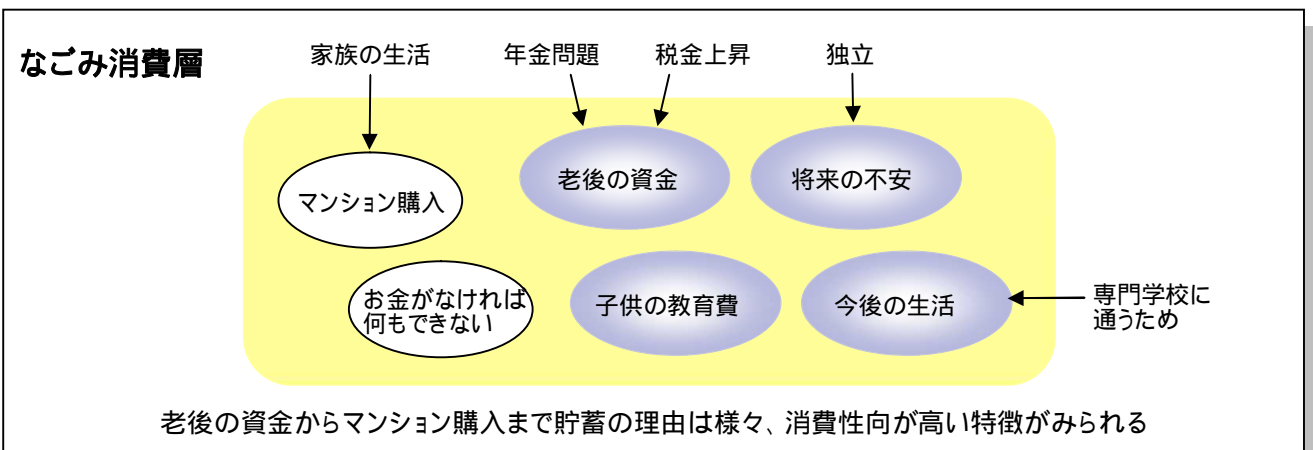 なごみ消費層
家族の生活
年金問題
税金上昇
独立
マンション購入
老後の資金
将来の不安
お金がなければ
何もできない
子供の教育費
今後の生活
専門学校に
通うため
老後の資金からマンション購入まで貯蓄の理由は様々、消費性向が高い特徴がみられる